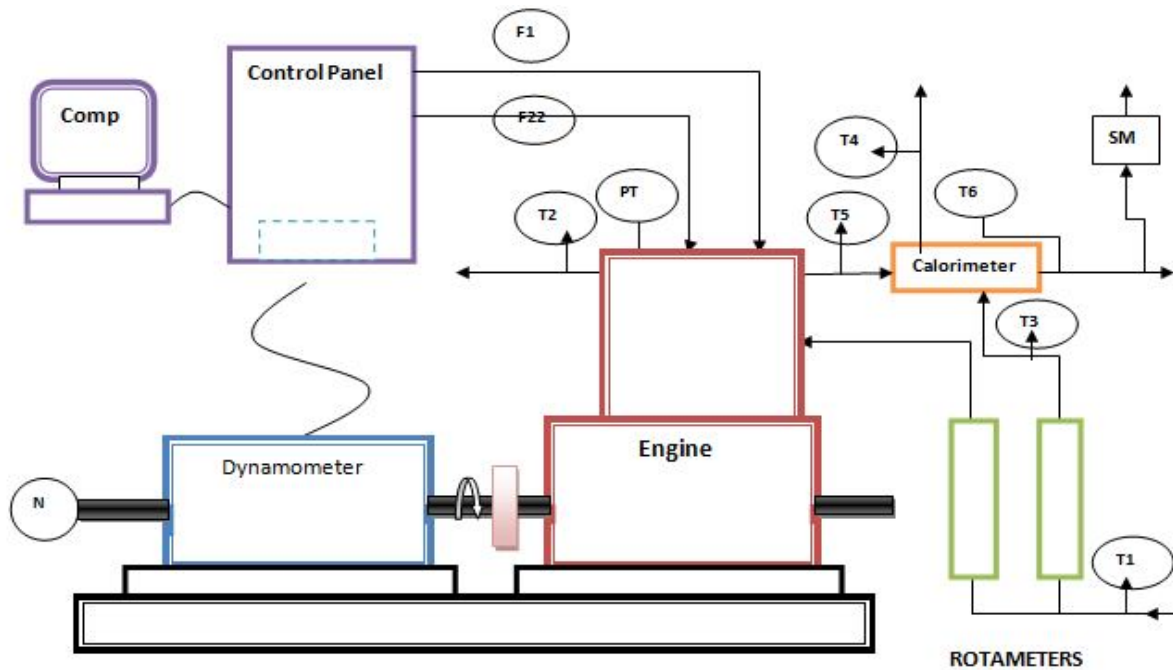 F1
Control Panel
Comp
F22
SM
T4
T2
PT
T5
T6
Calorimeter
T3
Engine
Dynamometer
N
T1
ROTAMETERS